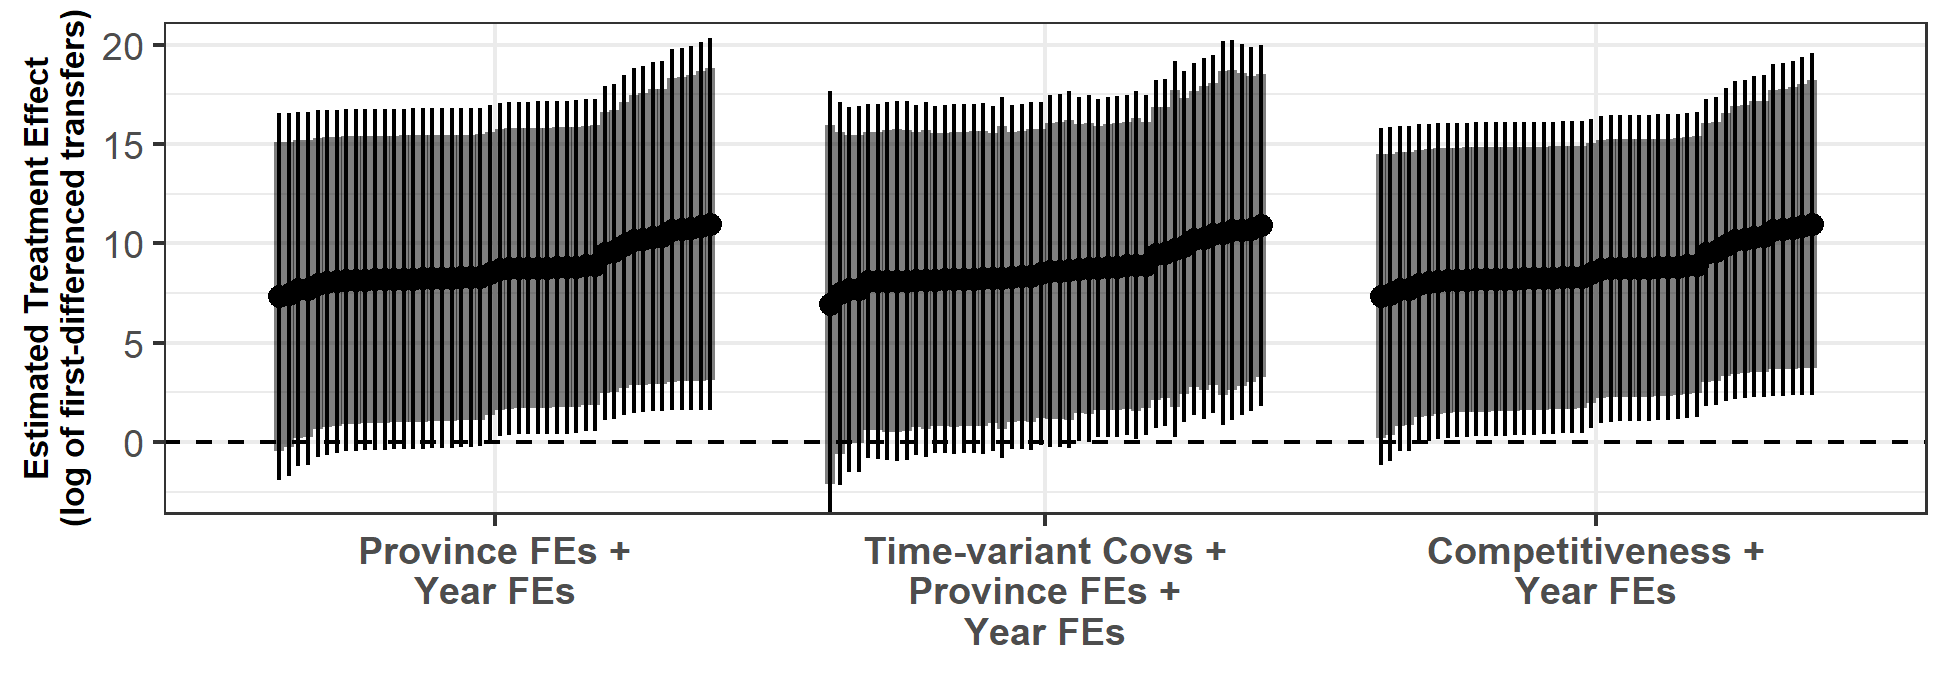 Estimated Treatment Effect
(log of first-differenced transfers)
20
15
10
5
0
Province FEs +
Year FEs
Time-variant Covs +
Province FEs +
Year FEs
Competitiveness +
Year FEs